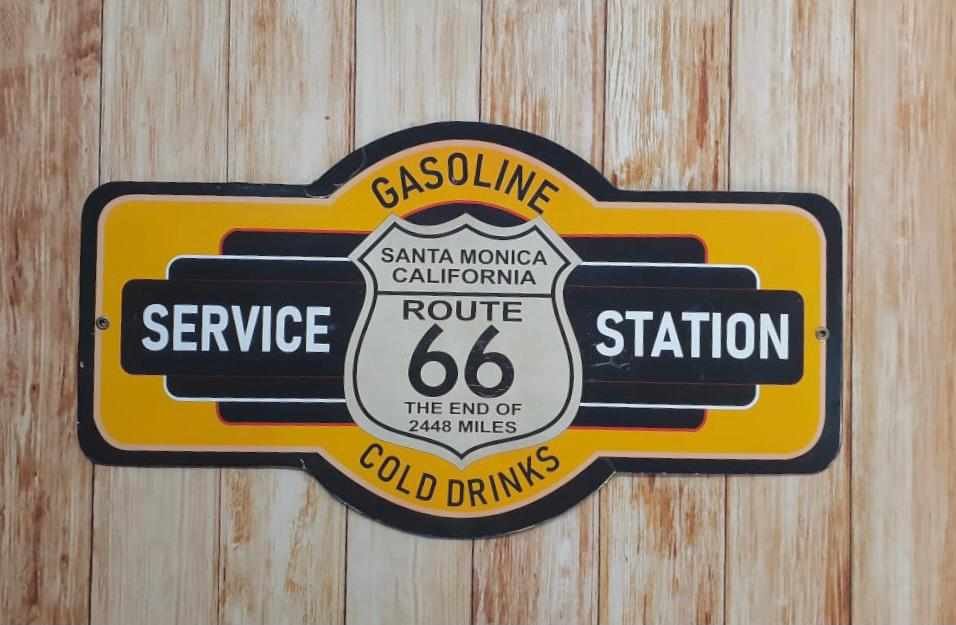 GASOLINE
SANTA MONICA
CALIFORNIA
ROUTE
66
SERVICE STATION
THE END OF
2448 MILES
COLD DRINKS